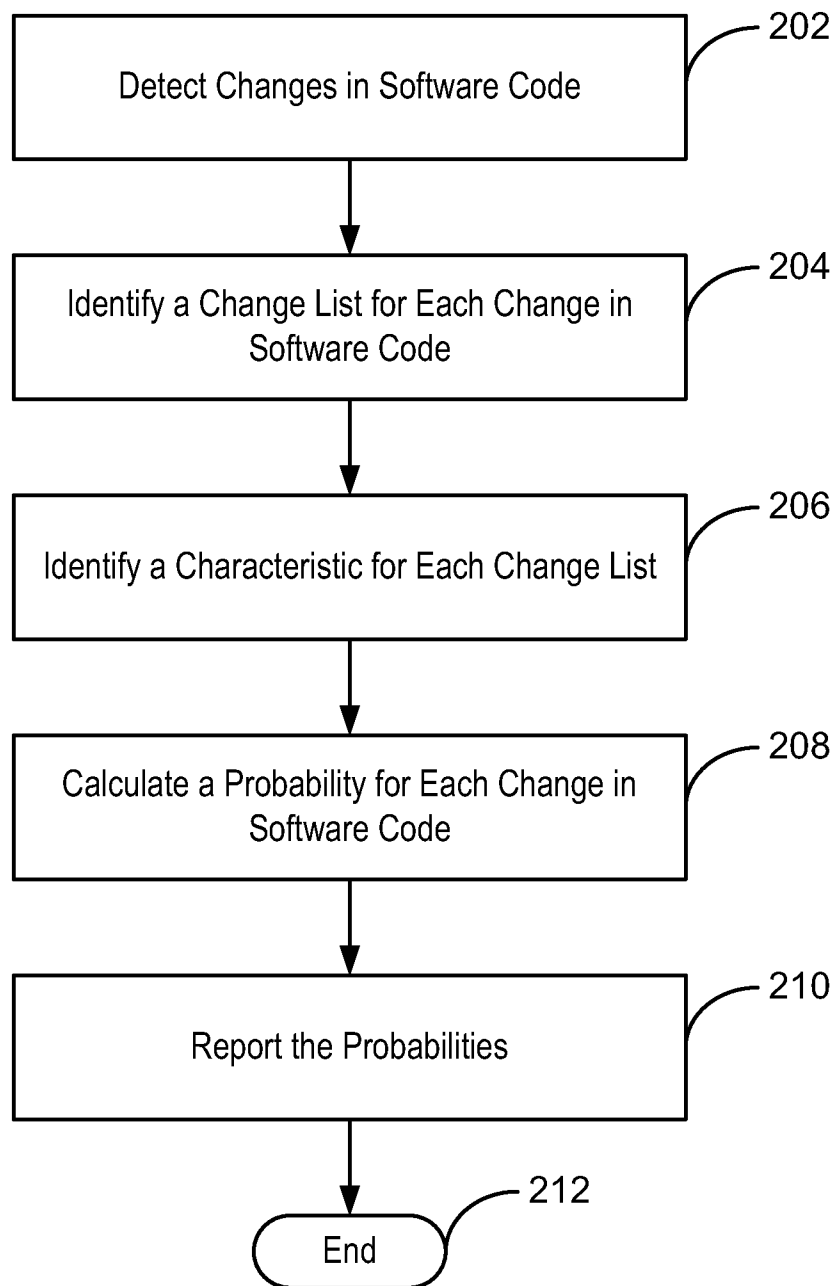 202
Detect Changes in Software Code
204
Identify a Change List for Each Change in
Software Code
206
Identify a Characteristic for Each Change List
208
Calculate a Probability for Each Change in
Software Code
210
Report the Probabilities
212
End